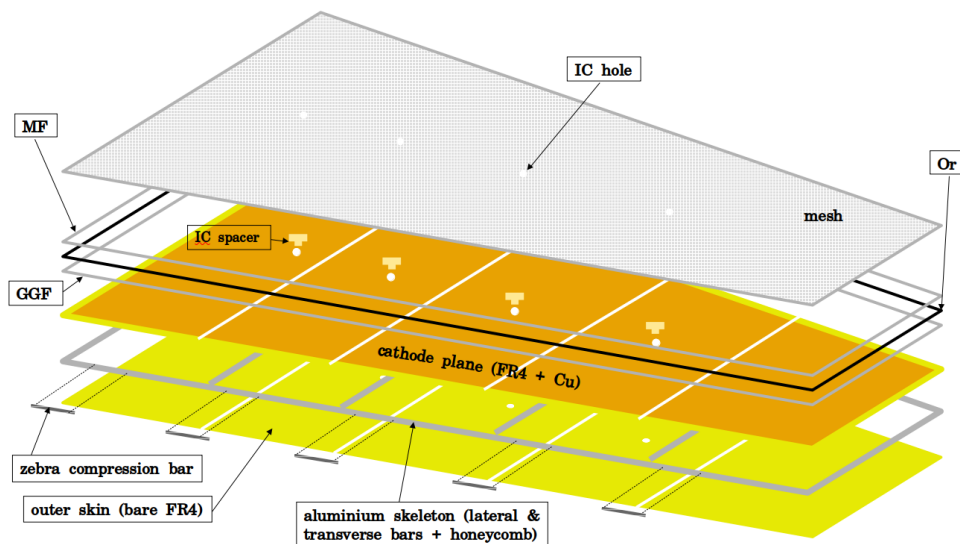 IC hole
MF
Or
mesh
IC spacer
GGF
cathode plane (FR4 + Cu)
zebra compression bar
outer skin (bare FR4)
aluminium skeleton (lateral &
transverse bars + honeycomb)